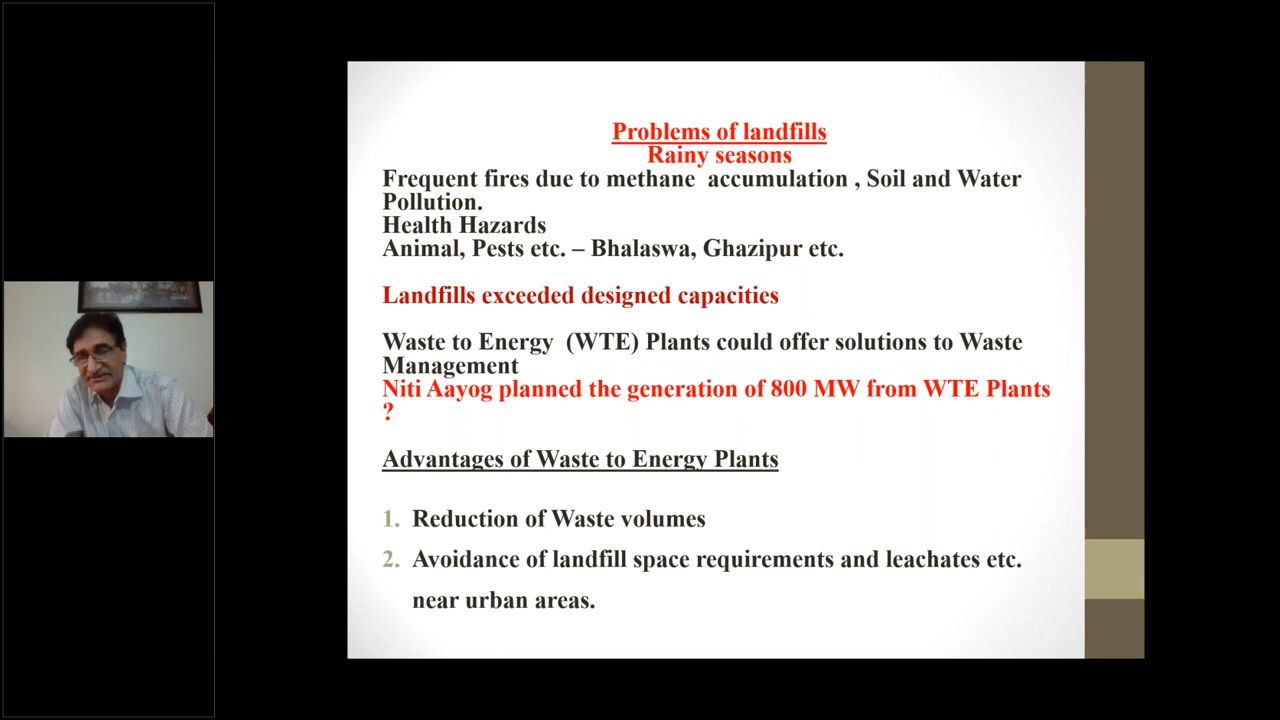 Problems of landfills
Rainy seasons
Frequent fires due to methane accumulation , Soil and Water
Pollution.
Health Hazards
Animal, Pests etc. – Bhalaswa, Ghazipur etc.
Landfills exceeded designed capacities
Waste to Energy (WTE) Plants could offer solutions to Waste
Management
Niti Aayog planned the generation of 800 MW from WTE Plants
?
Advantages of Waste to Energy Plants
1. Reduction of Waste volumes
2. Avoidance of landfill space requirements and leachates etc.
near urban areas.